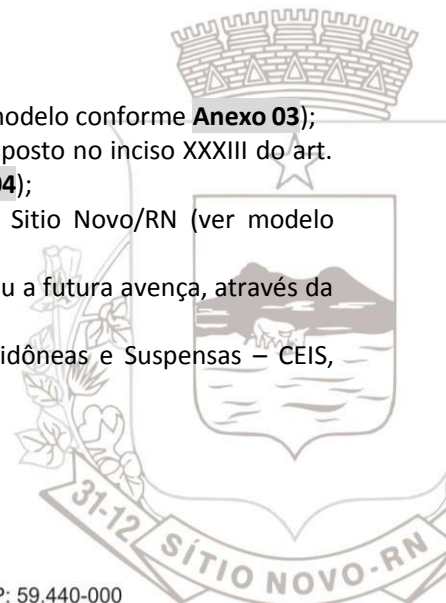 modelo conforme Anexo 03);
posto no inciso XXXIII do art.
04);
Sitio Novo/RN (ver modelo
u a futura avença, através da
idôneas e Suspensas – CEIS,
31-12 SÍTIO NOVO-RN
P: 59.440-000